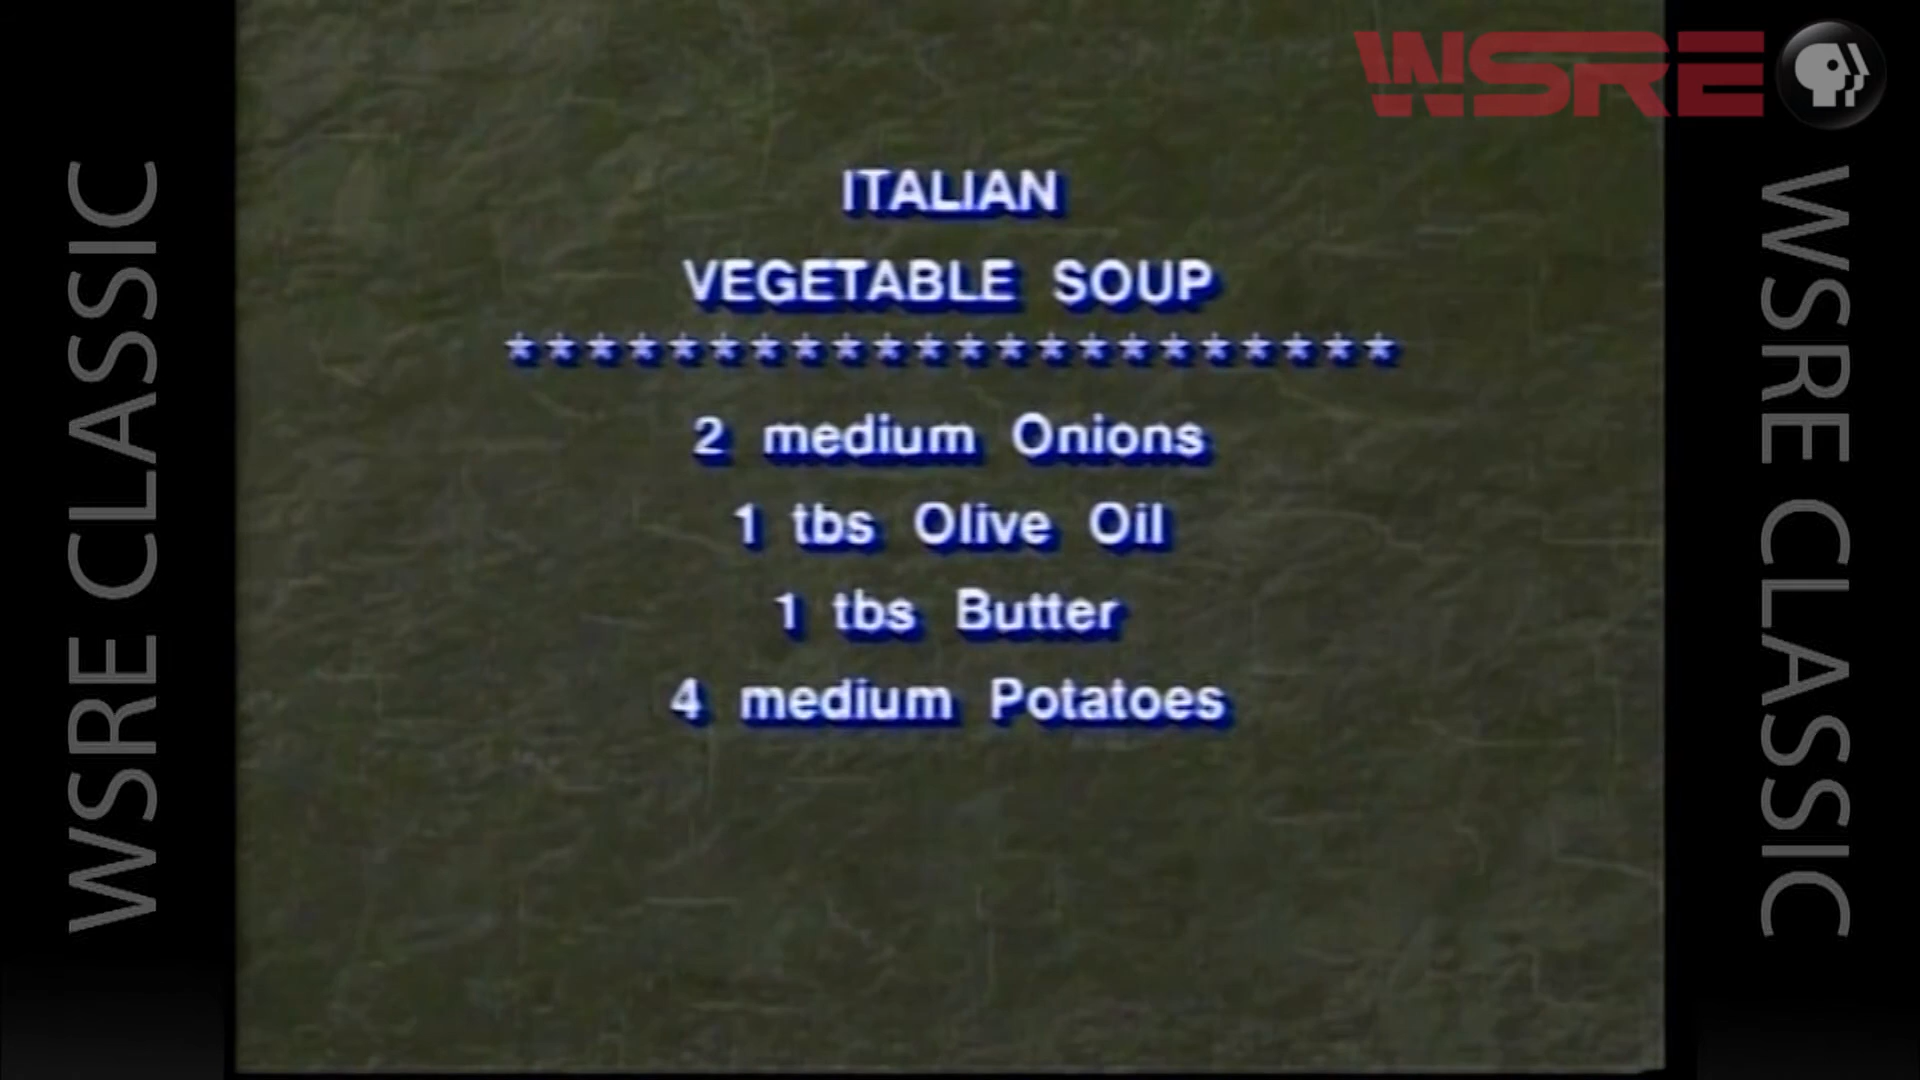 WSRE
ITALIAN
VEGETABLE SOUP
**********************
2 medium Onions
1 tbs Olive Oil
1 tbs Butter
4 medium Potatoes
WSRE CLASSIC
WSRE CLASSIC